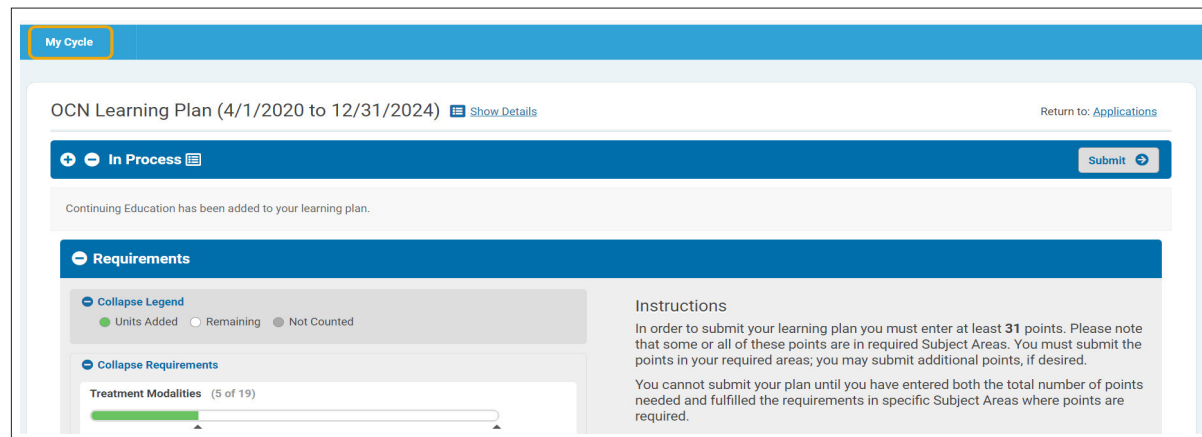 My Cycle
OCN Learning Plan (4/1/2020 to 12/31/2024) Show Details
Return to: Applications
In Process
Submit
Continuing Education has been added to your learning plan.
Requirements
Collapse Legend
Units Added Remaining Not Counted
Collapse Requirements
Treatment Modalities (5 of 19)
Instructions
In order to submit your learning plan you must enter at least 31 points. Please note
that some or all of these points are in required Subject Areas. You must submit the
points in your required areas; you may submit additional points, if desired.
You cannot submit your plan until you have entered both the total number of points
needed and fulfilled the requirements in specific Subject Areas where points are
required.